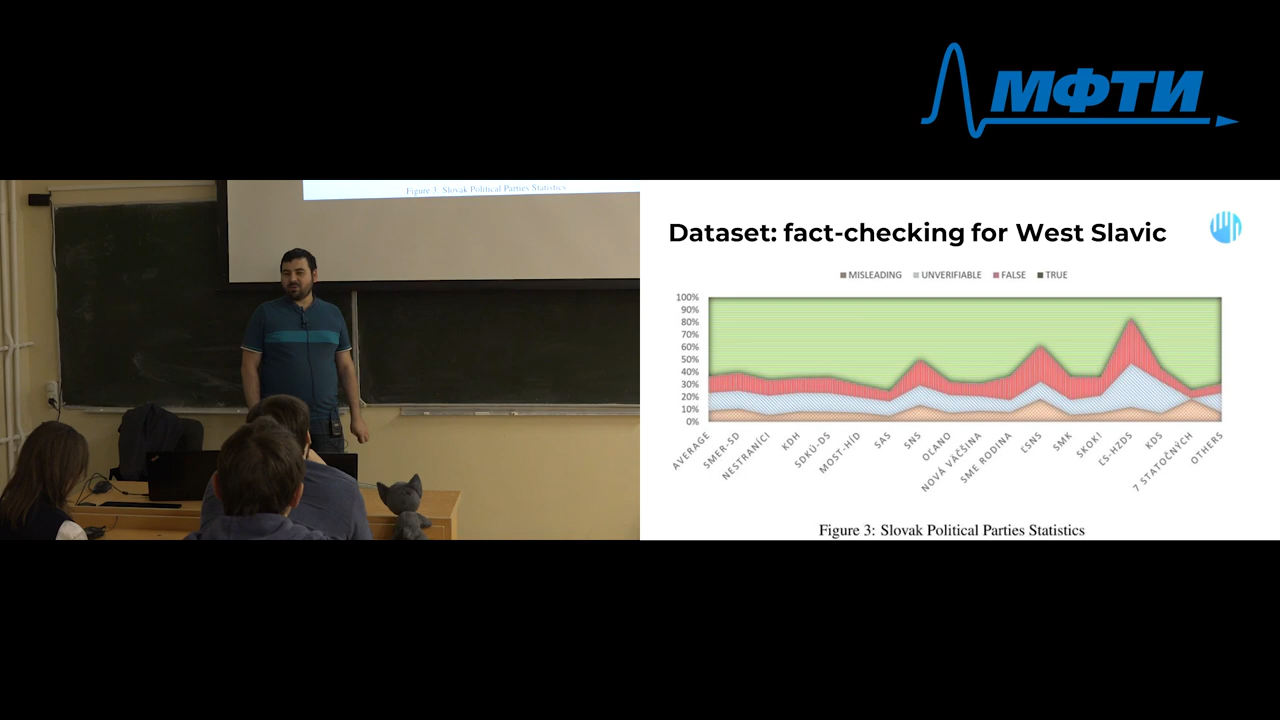 МФТИ
Figure 3: Slovak Political Parties Statistics
Dataset: fact-checking for West Slavic
MISLEADING UNVERIFIABLE FALSE TRUE
100%
90%
80%
70%
60%
50%
40%
30%
20%
10%
0%
AVERAGE
SMER-SD
NESTRANÍCI
KDH
SDKÚ-DS
MOST-HÍD
SAS
SNS
OĽANO
NOVÁ VÄČŠINA
SME RODINA
ĽSNS
SMK
SKOK!
ĽS-HZDS
KDS
7 STATOČNÝCH
OTHERS
Figure 3: Slovak Political Parties Statistics